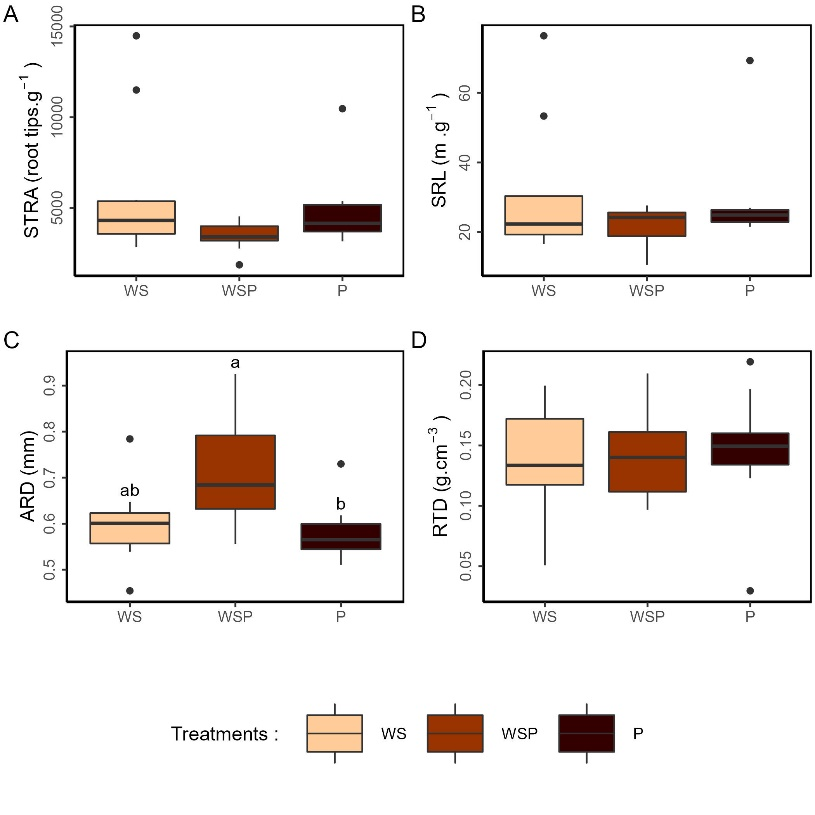 A
STRA (root tips.g⁻¹ )
15000
10000
5000
WS WSP P
B
SRL (m .g⁻¹ )
60
40
20
WS WSP P
C
ARD (mm)
0.9
0.8
0.7
0.6
0.5
ab a b
WS WSP P
D
RTD (g.cm⁻³ )
0.20
0.15
0.10
0.05
WS WSP P
Treatments : WS WSP P